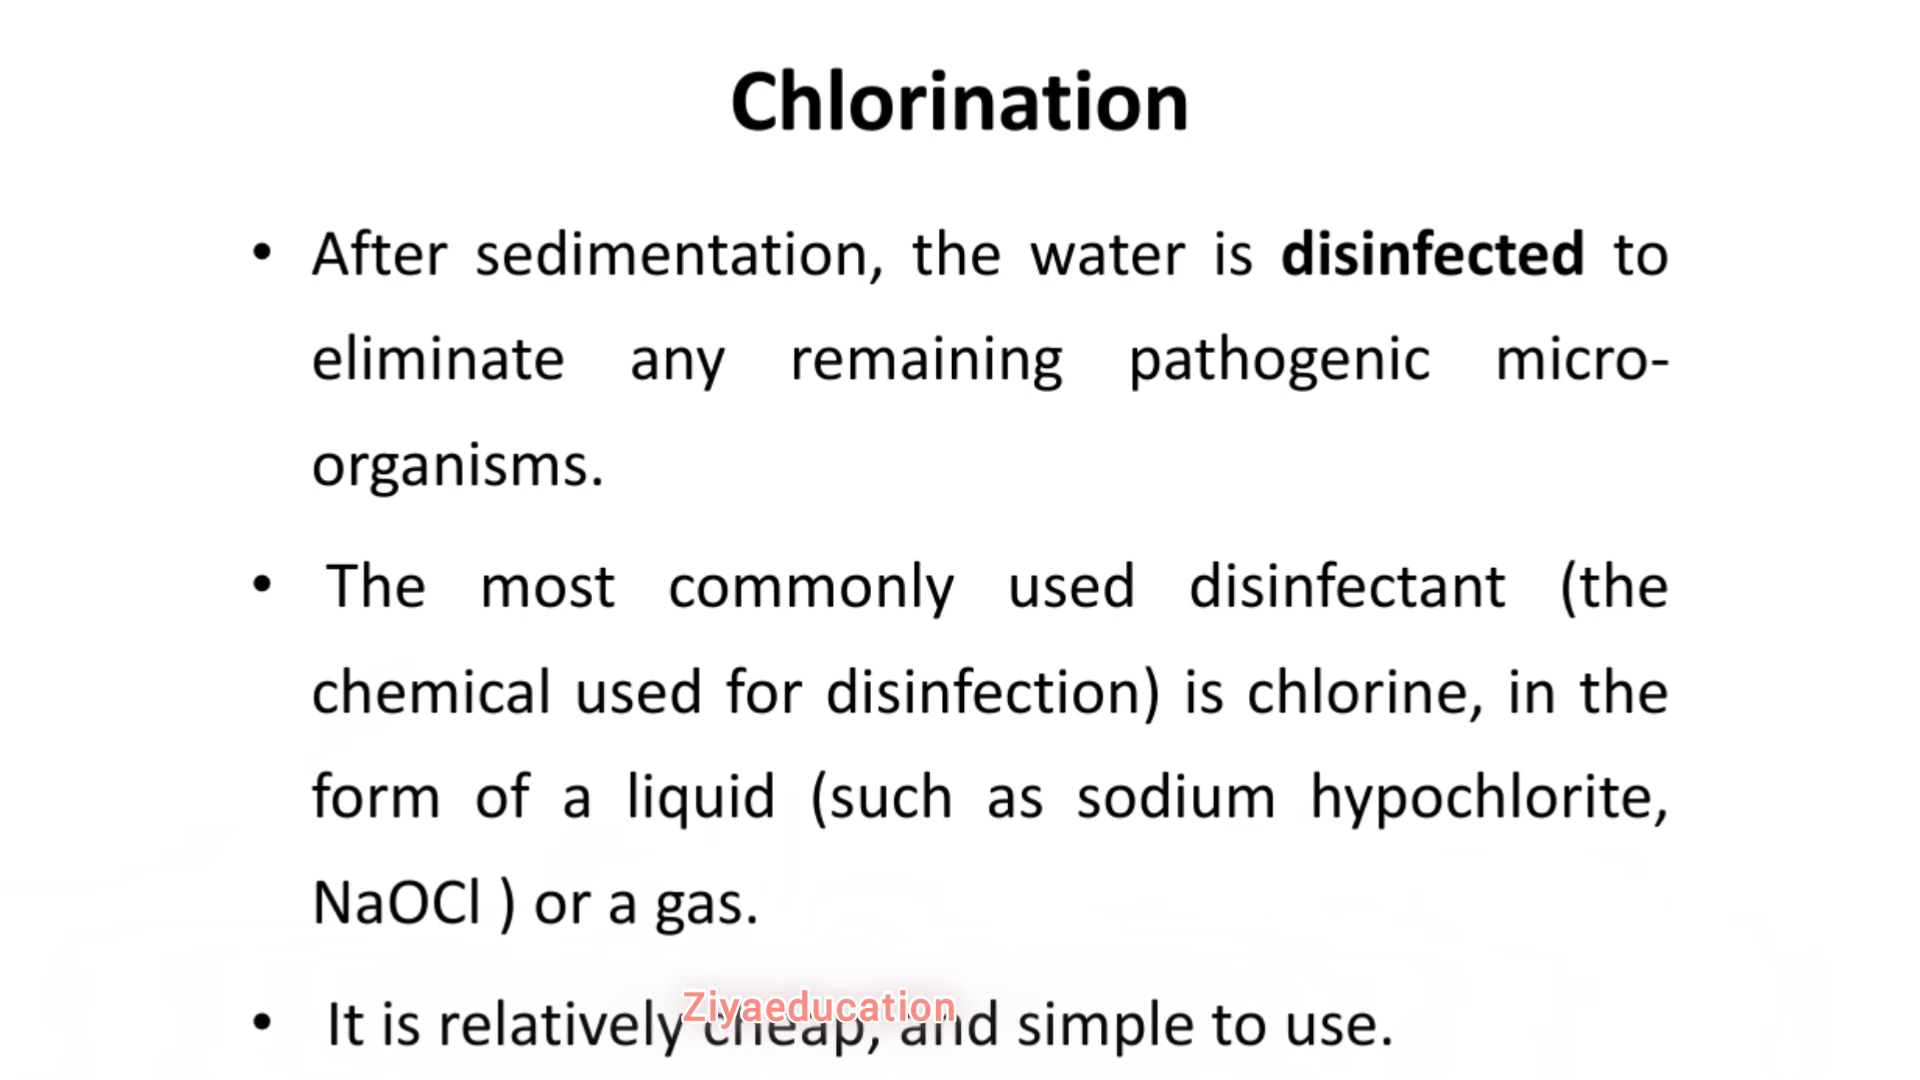 Chlorination
• After sedimentation, the water is disinfected to
eliminate any remaining pathogenic micro-
organisms.
• The most commonly used disinfectant (the
chemical used for disinfection) is chlorine, in the
form of a liquid (such as sodium hypochlorite,
NaOCl ) or a gas.
• It is relatively cheap, and simple to use.
Ziyaeducation